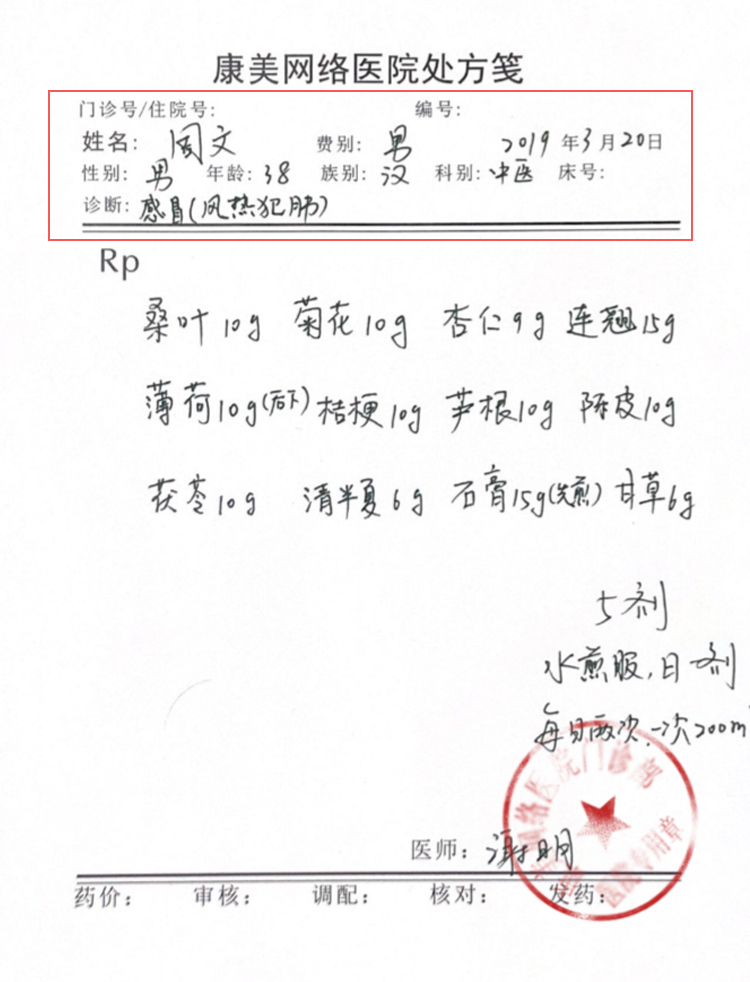 康美网络医院处方笺
门诊号/住院号: 编号:
姓名: 周文 费别: 男 2019年3月20日
性别: 男 年龄: 38 族别: 汉 科别: 中医 床号:
诊断: 感冒(风热犯肺)
Rp
桑叶10g 菊花10g 杏仁9g 连翘15g
薄荷10g(后下) 桔梗10g 芦根10g 陈皮10g
茯苓10g 清半夏6g 石膏15g(先煎) 甘草6g
5剂
水煎服,日一剂
每日两次,一次200m
网络医院门诊部
医院专用章
医师: 谢明
药价: 审核: 调配: 核对: 发药: